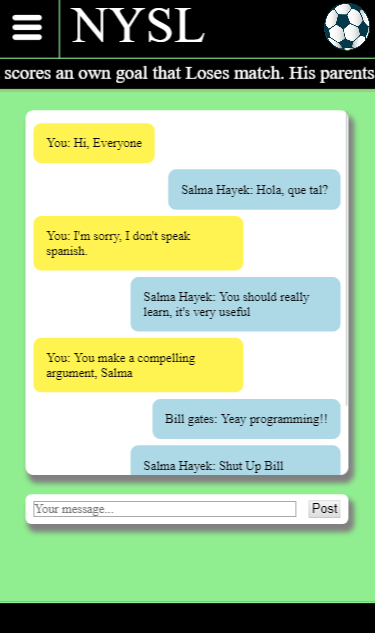 NYSL
scores an own goal that Loses match. His parents
You: Hi, Everyone
Salma Hayek: Hola, que tal?
You: I'm sorry, I don't speak
spanish.
Salma Hayek: You should really
learn, it's very useful
You: You make a compelling
argument, Salma
Bill gates: Yeay programming!!
Salma Hayek: Shut Up Bill
Your message...
Post